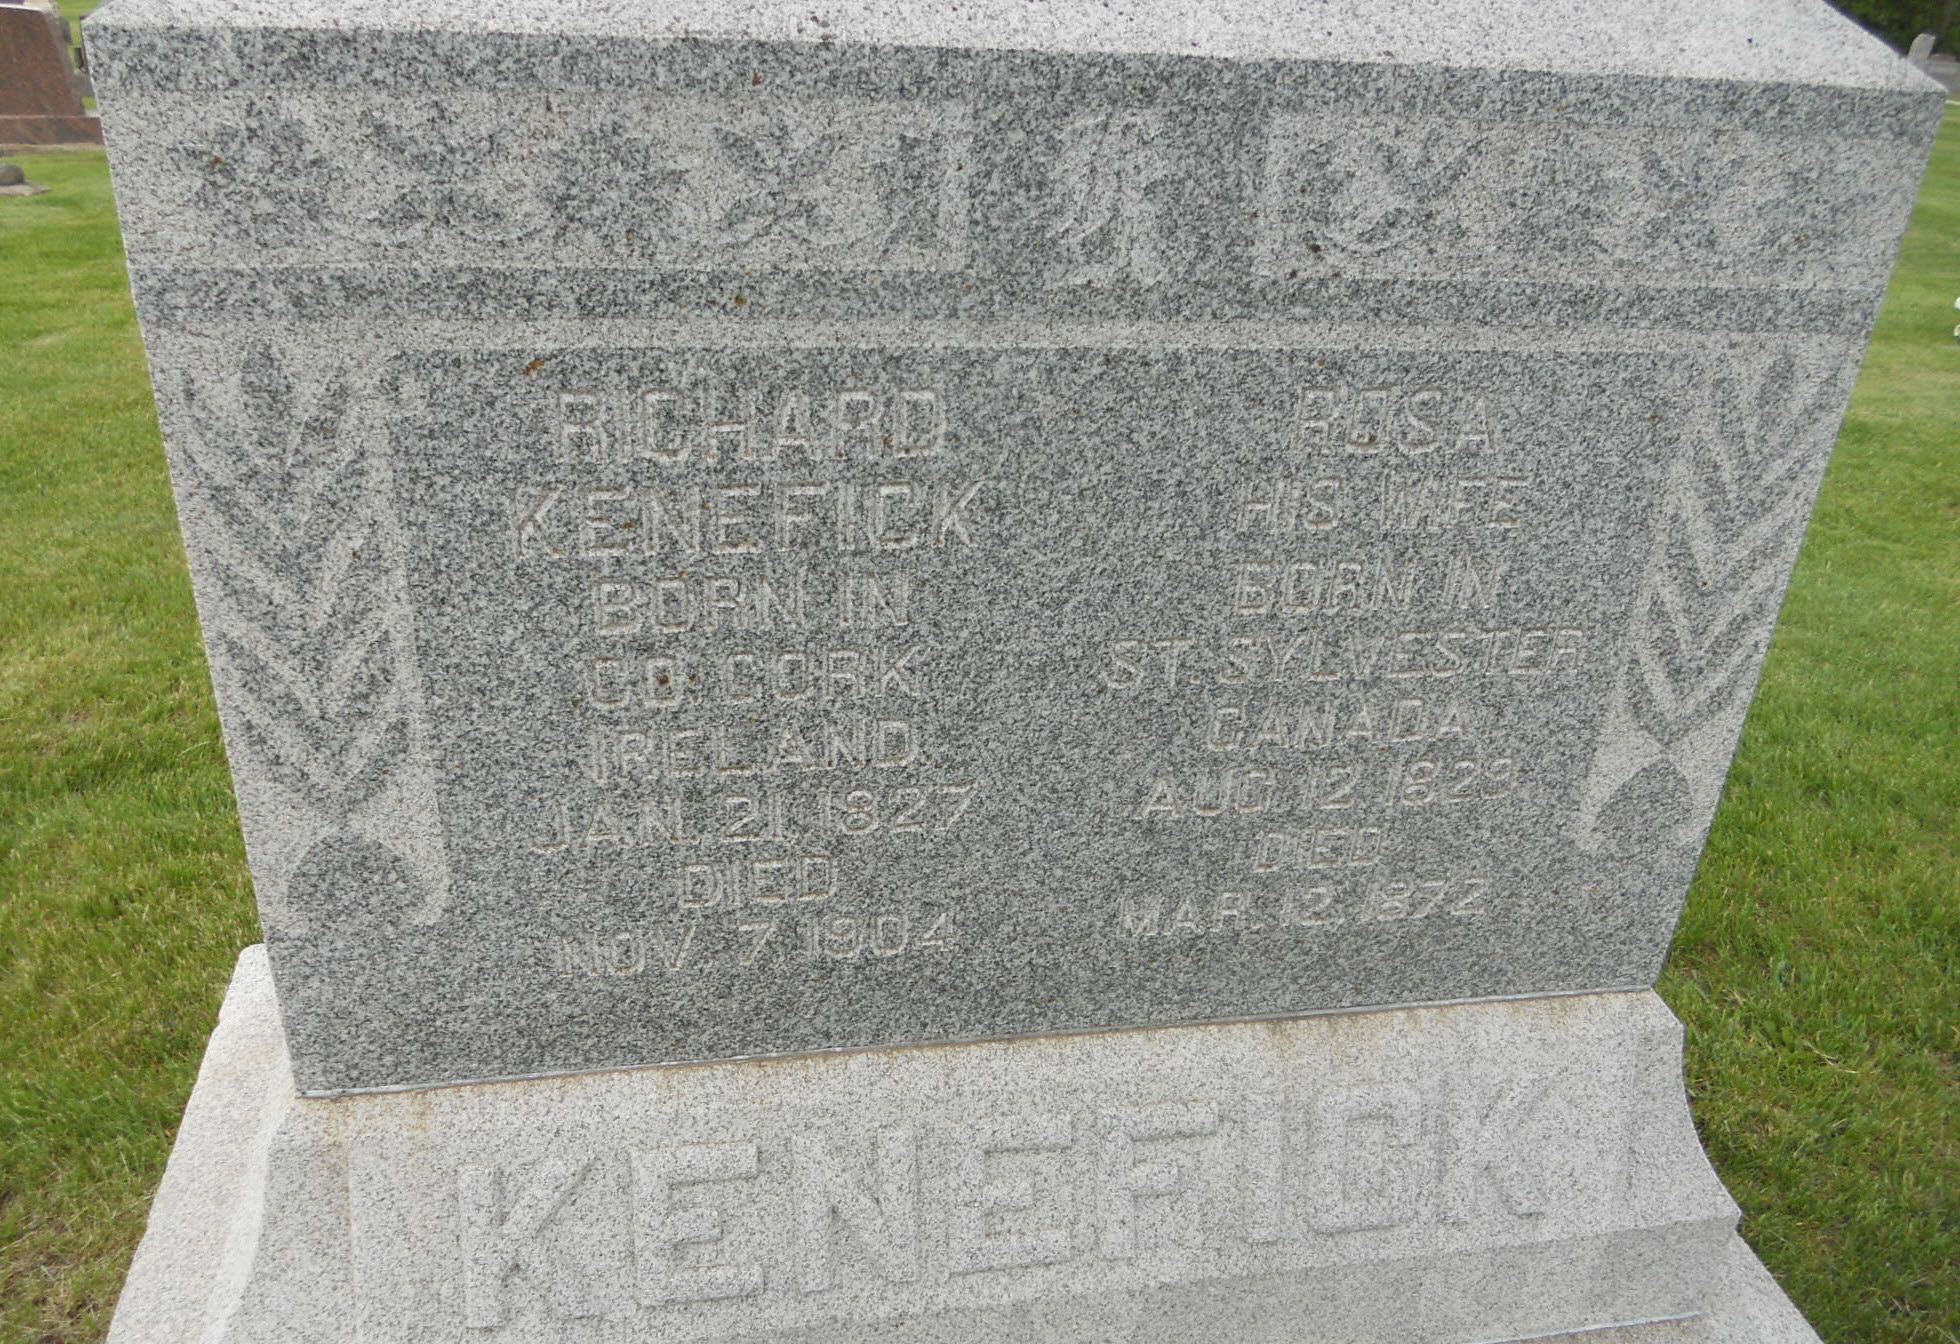 RICHARD
KENEFICK
BORN IN
CO. CORK
IRELAND
JAN. 21 1827
DIED
NOV. 7 1904
ROSA
HIS WIFE
BORN IN
ST. SYLVESTER
CANADA
AUG. 12 1829
DIED
MAR. 12, 1872
KENEFICK